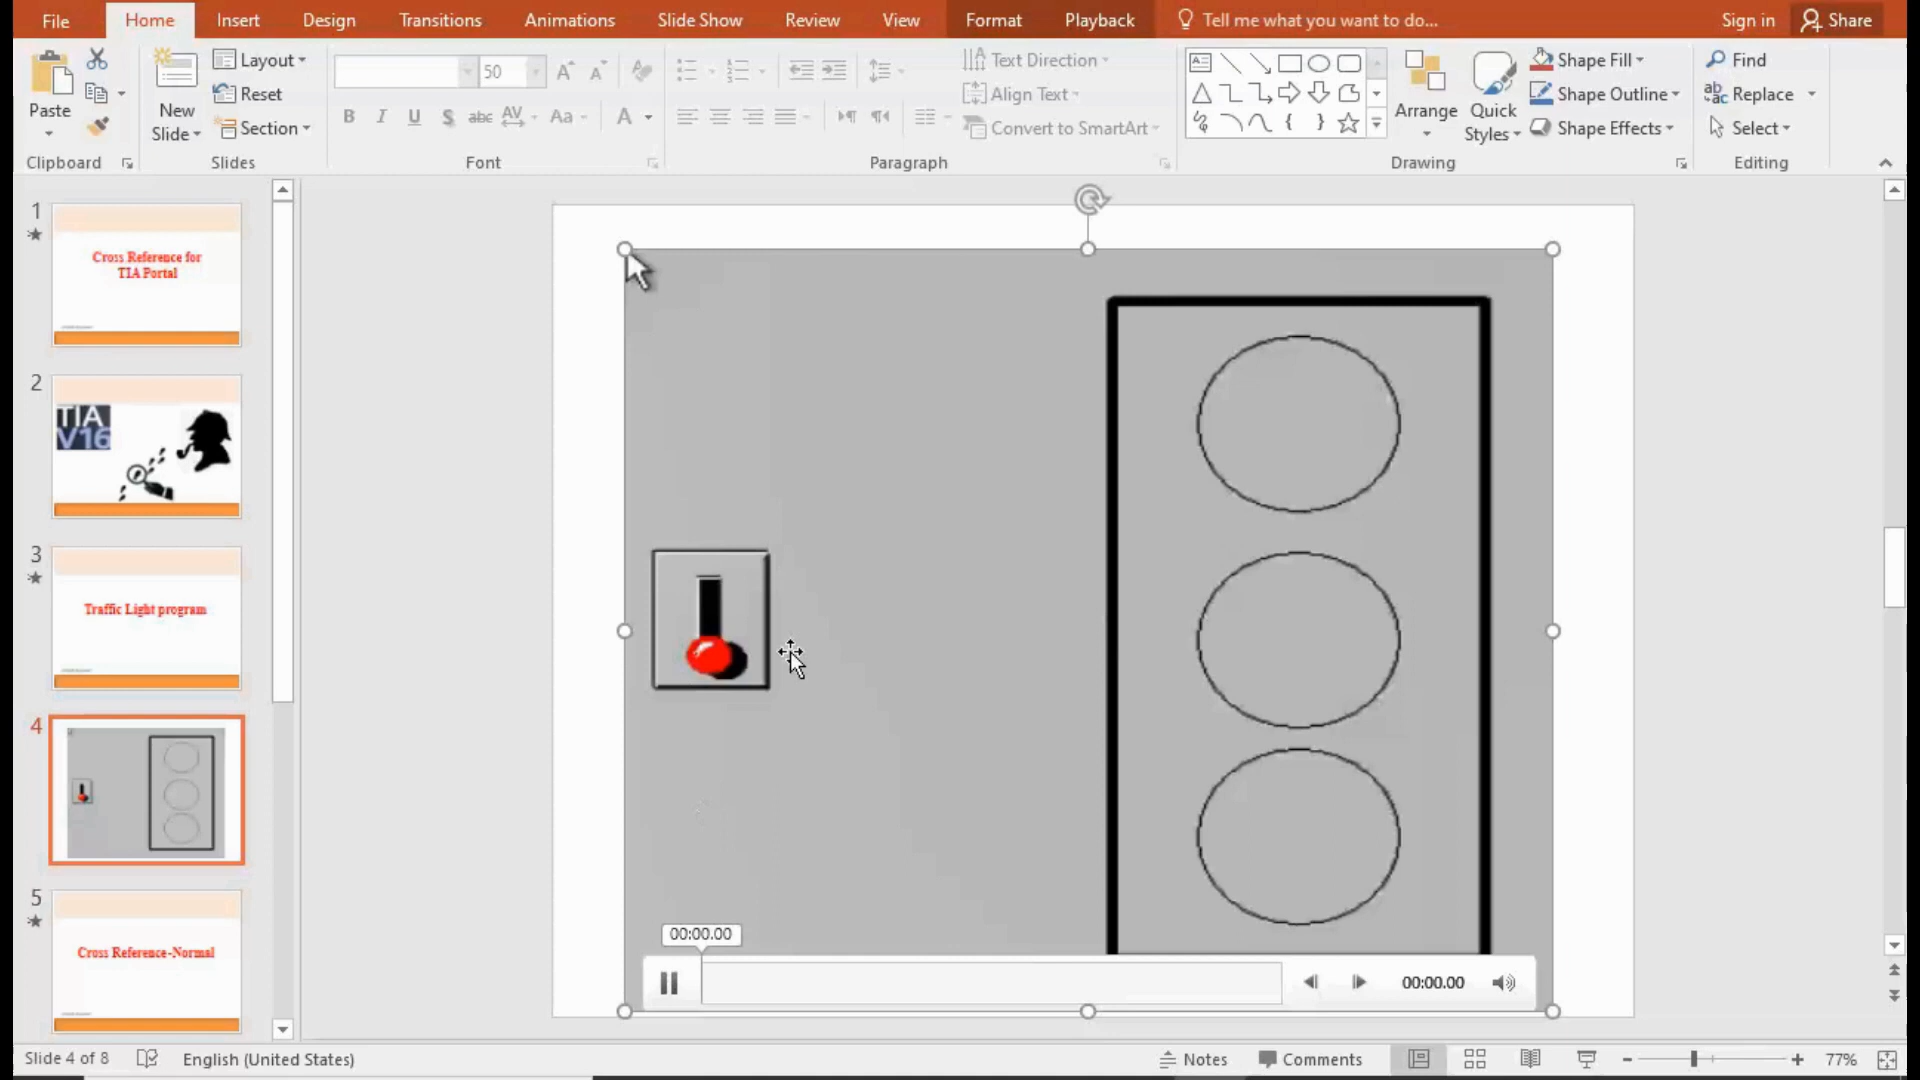 File Home Insert Design Transitions Animations Slide Show Review View Format Playback Tell me what you want to do... Sign in Share
Paste
New
Slide
Layout
Reset
Section
50
B I U S abc AV Aa A
Text Direction
Align Text
Convert to SmartArt
Arrange
Quick
Styles
Shape Fill
Shape Outline
Shape Effects
Find
Replace
Select
Clipboard Slides Font Paragraph Drawing Editing
1
Cross Reference for
TIA Portal
2
TIA
V16
3
Traffic Light program
4
5
Cross Reference-Normal
00:00.00
00:00.00
Slide 4 of 8 English (United States) Notes Comments 77%